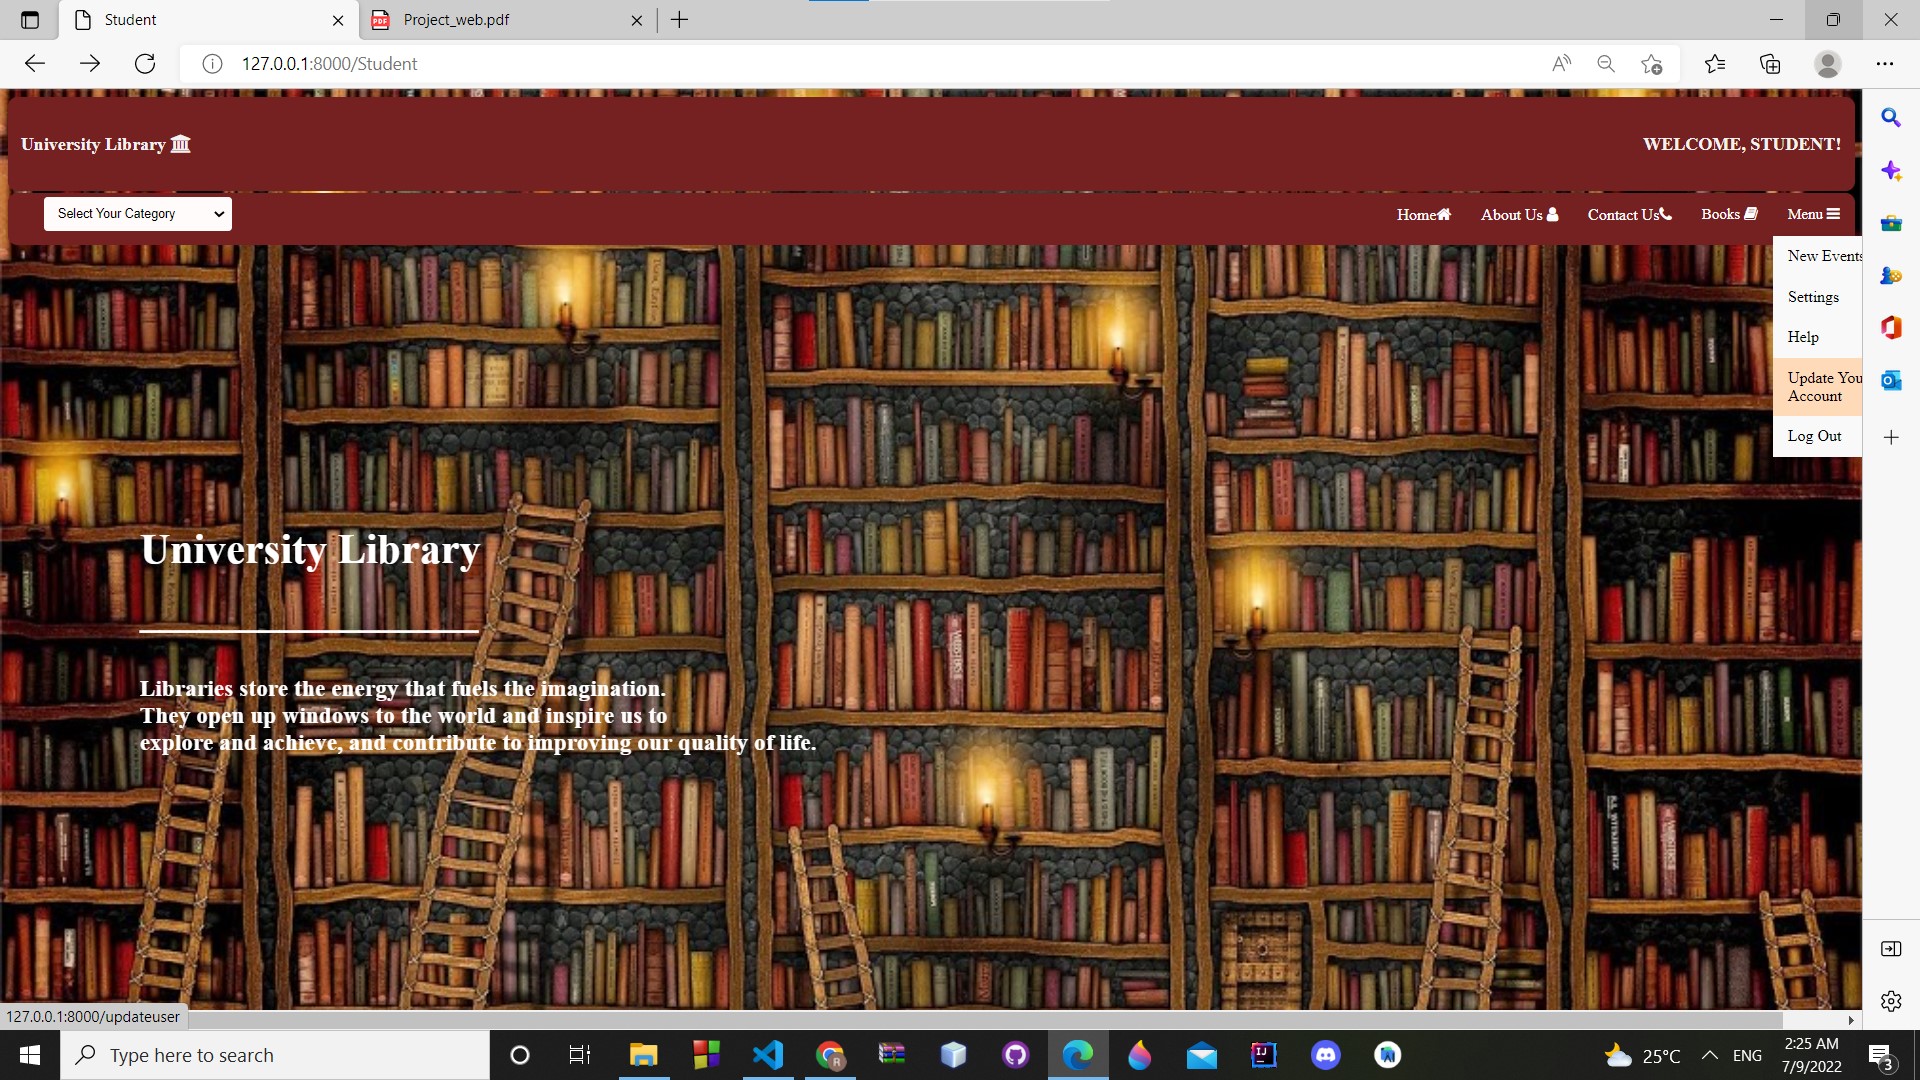 Student
Project_web.pdf
127.0.0.1:8000/Student
University Library
WELCOME, STUDENT!
Select Your Category
Home
About Us
Contact Us
Books
Menu
New Events
Settings
Help
Update You
Account
Log Out
University Library
Libraries store the energy that fuels the imagination.
They open up windows to the world and inspire us to
explore and achieve, and contribute to improving our quality of life.
127.0.0.1:8000/updateuser
Type here to search
25°C
ENG
2:25 AM
7/9/2022
3